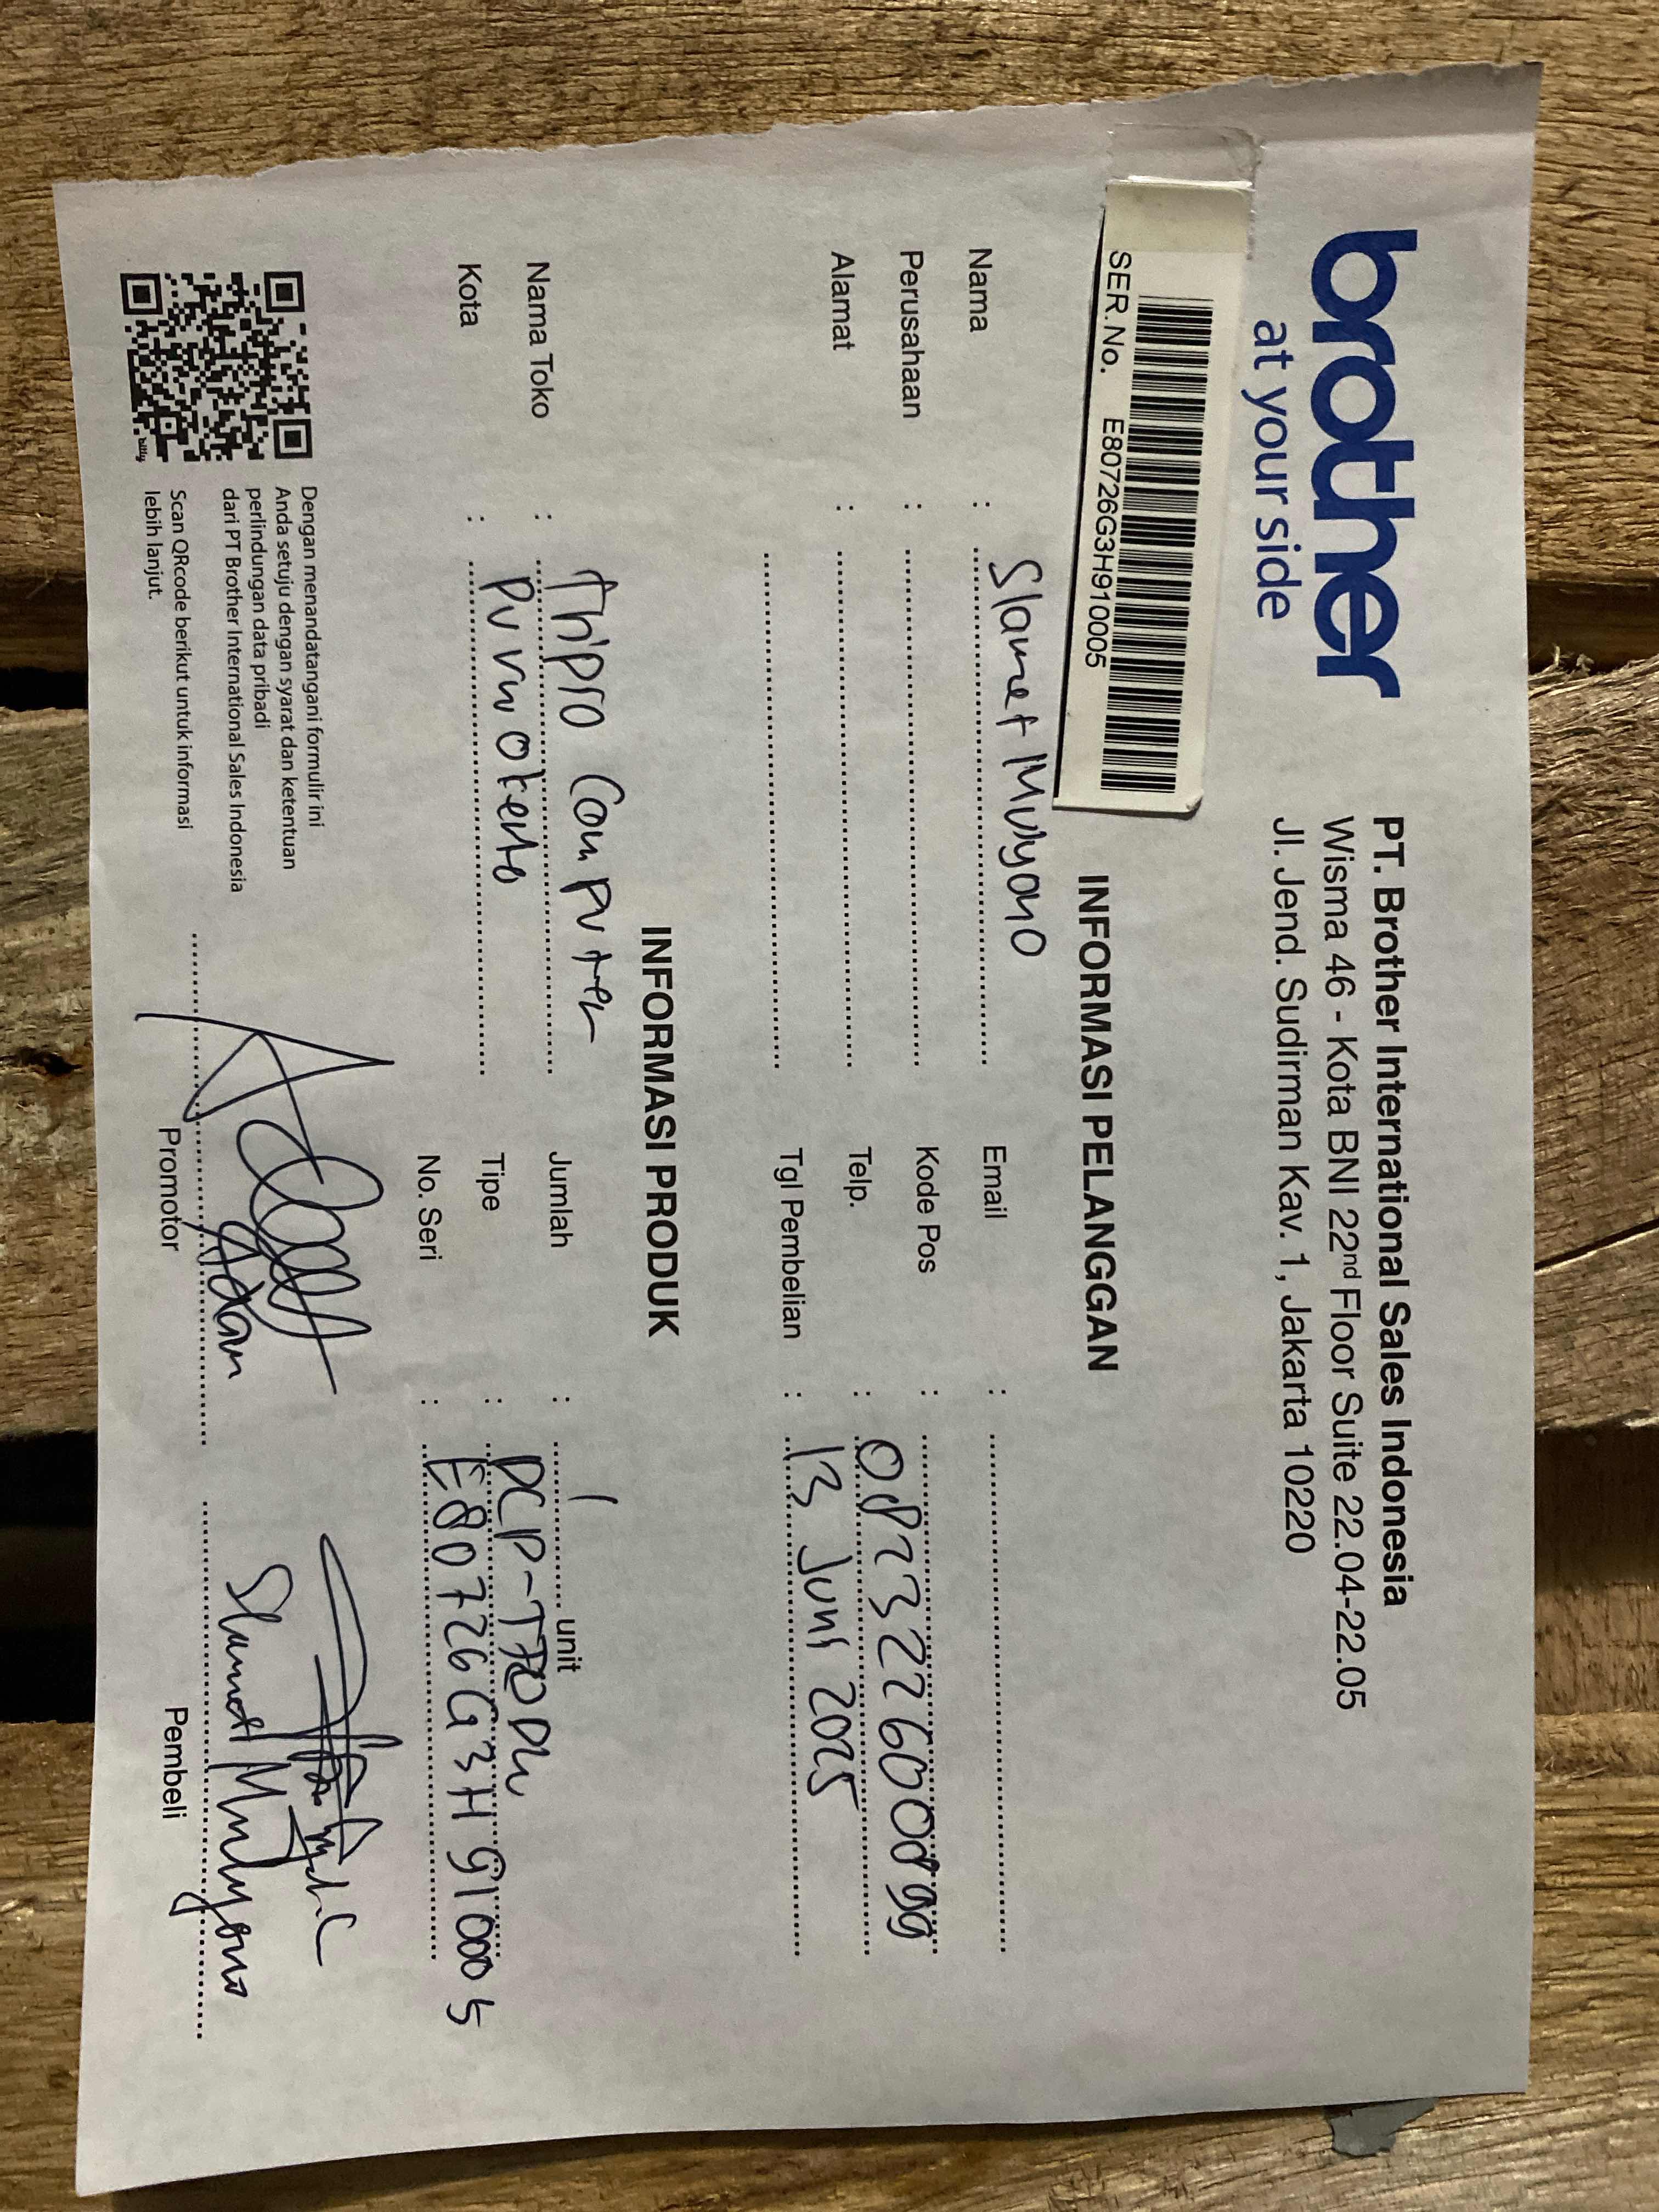 brother
at your side
PT. Brother International Sales Indonesia
Wisma 46 - Kota BNI 22nd Floor Suite 22.04-22.05
Jl. Jend. Sudirman Kav. 1, Jakarta 10220
SER. No. E80726G3H910005
INFORMASI PELANGGAN
Nama : Slamet Mulyono
Email :
Perusahaan :
Kode Pos :
Alamat :
Telp. : 082322600899
Tgl Pembelian : 13 Juni 2025
INFORMASI PRODUK
Nama Toko : Thipro Computer
Jumlah : 1 unit
Kota : Purwokerto
Tipe : DCP-T720DW
No. Seri : E80726G3H910005
Dengan menandatangani formulir ini
Anda setuju dengan syarat dan ketentuan
perlindungan data pribadi
dari PT Brother International Sales Indonesia
Scan QRcode berikut untuk informasi
lebih lanjut.
bitly
Promotor
Slamet Mulyono
Pembeli